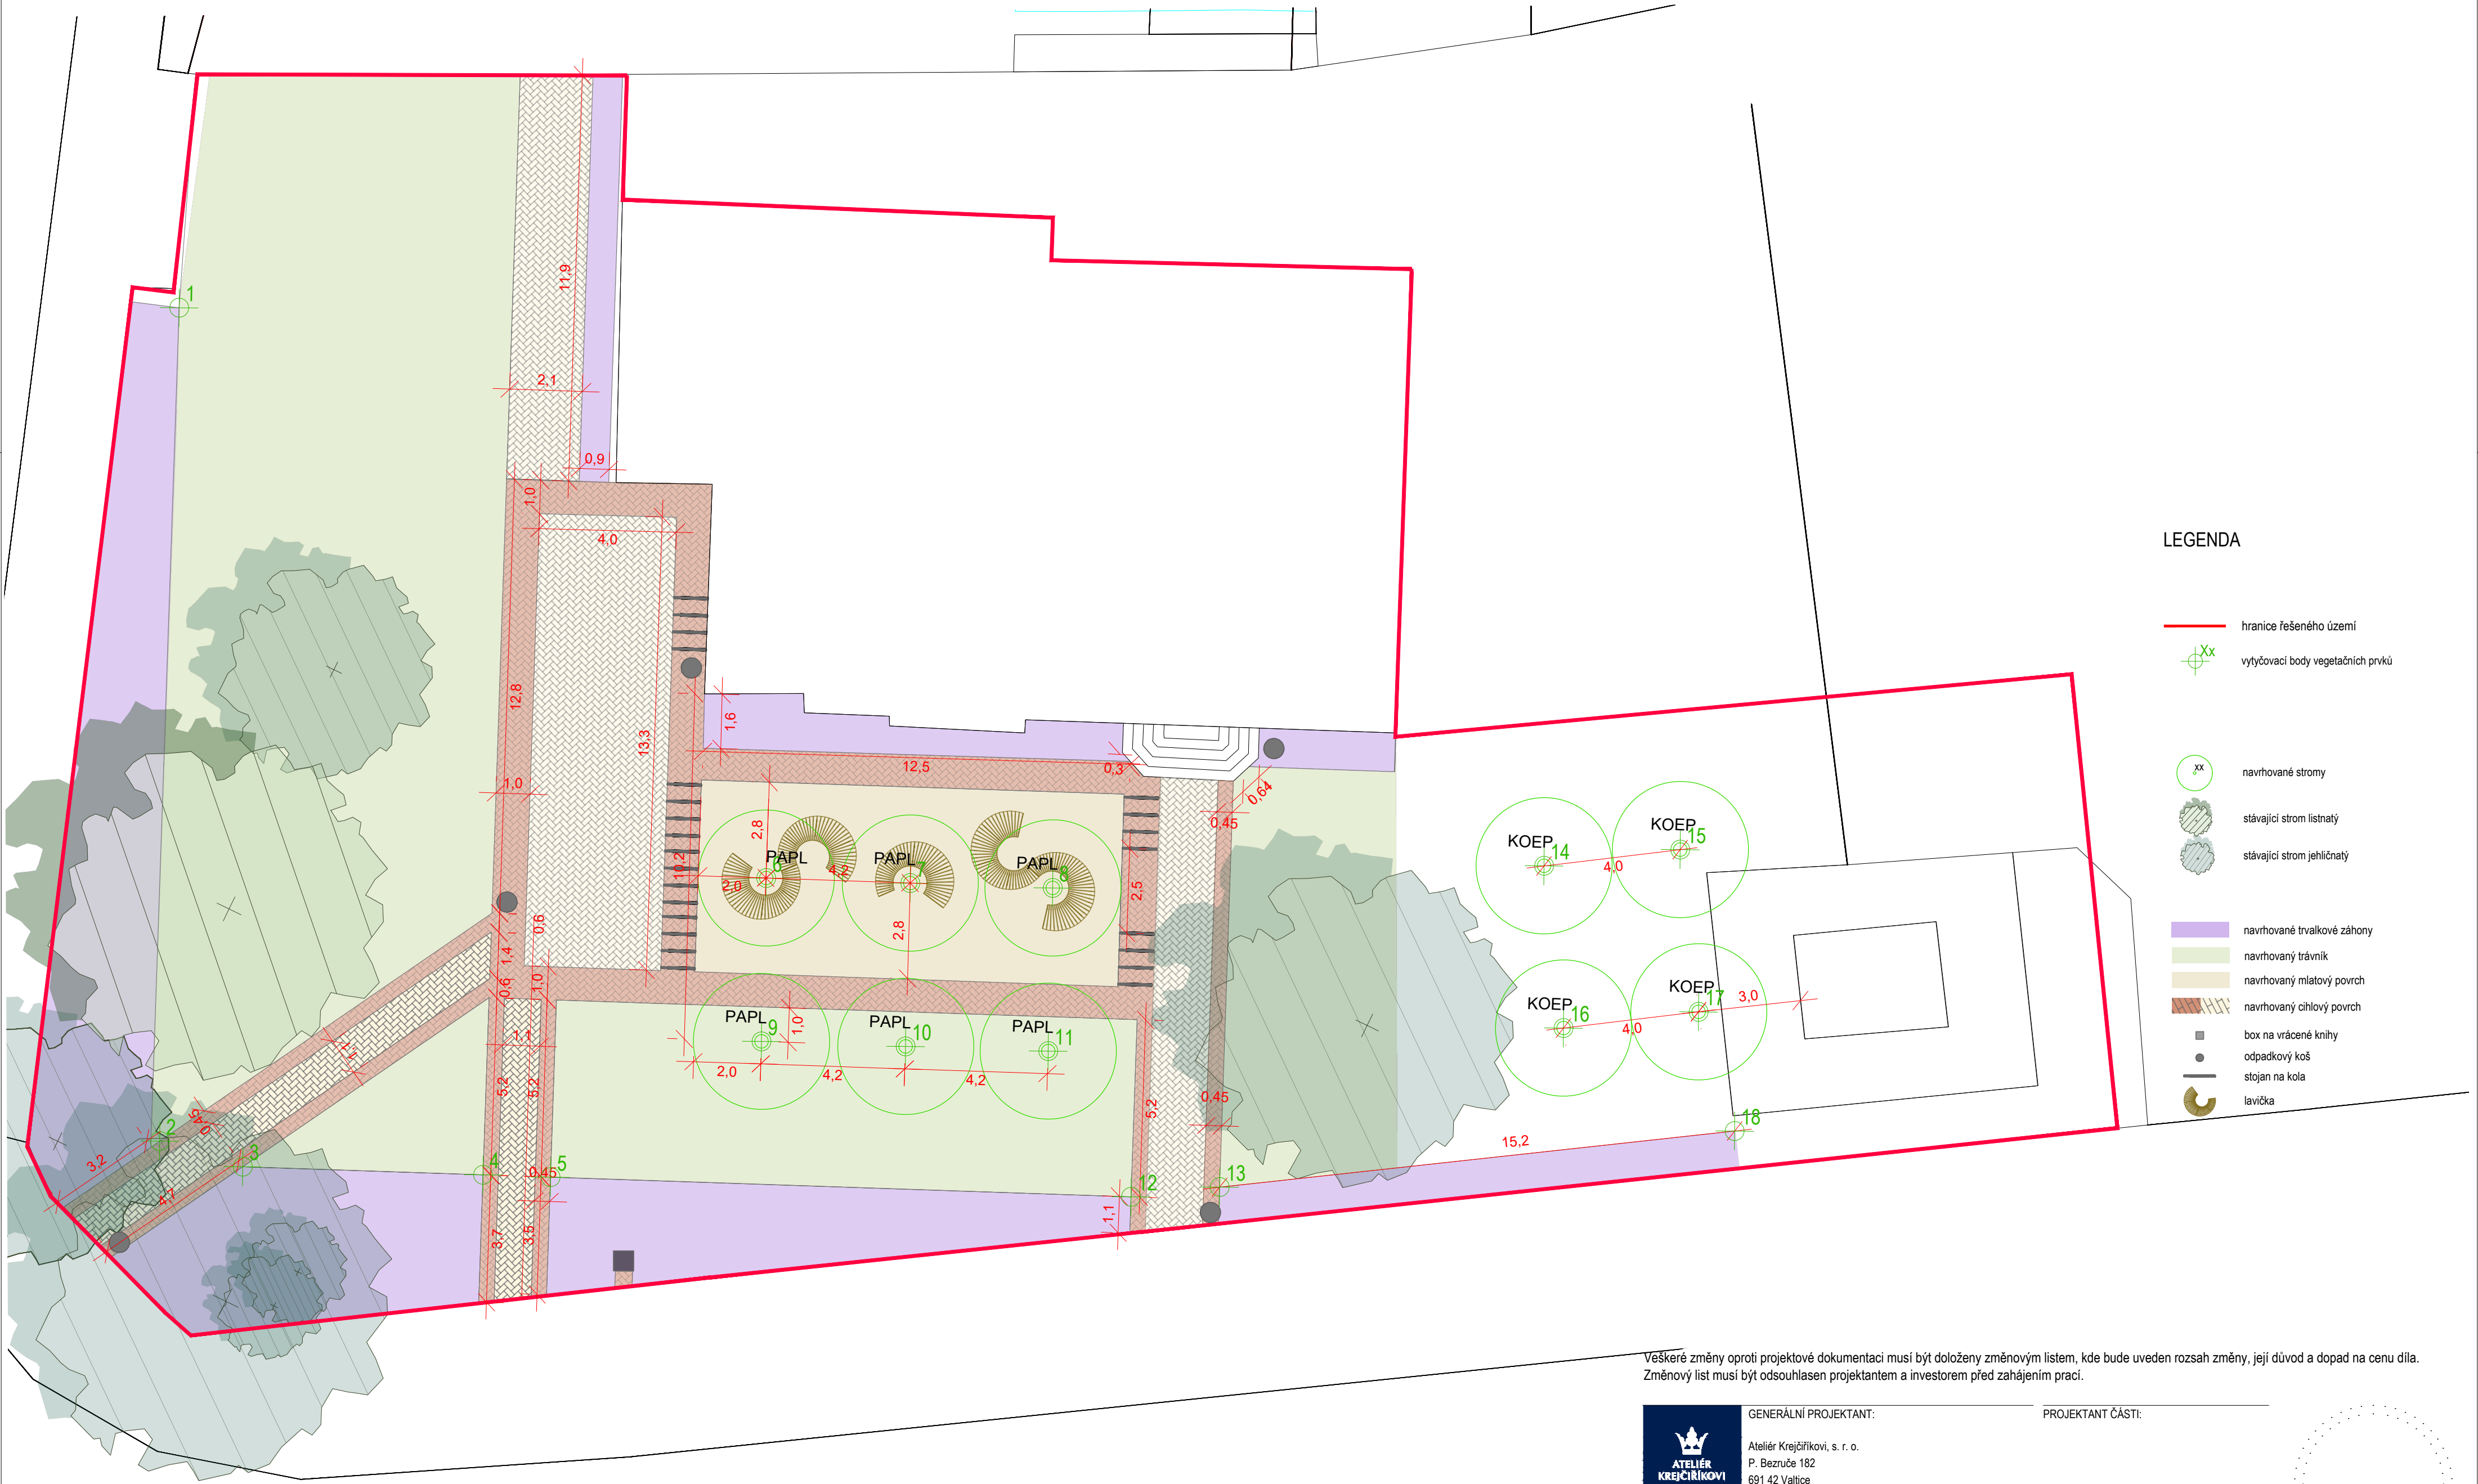 1
11,9
2,1
0,9
1,0
4,0
12,8
13,3
1,6
12,5
0,3
0,64
0,45
1,0
2,8
PAPL
6
PAPL
7
PAPL
8
2,0
4,2
10,2
2,8
2,5
KOEP
14
KOEP
15
4,0
0,6
1,4
0,6
1,0
1,1
5,2
5,2
PAPL
9
1,0
PAPL
10
PAPL
11
2,0
4,2
4,2
KOEP
16
KOEP
17
3,0
4,0
1,1
0,45
2
3
3,2
4,7
4
0,45
5
5,2
0,45
12
13
15,2
18
1,1
3,7
3,5
LEGENDA
hranice řešeného území
Xx
vytyčovací body vegetačních prvků
xx
navrhované stromy
stávající strom listnatý
stávající strom jehličnatý
navrhované trvalkové záhony
navrhovaný trávník
navrhovaný mlatový povrch
navrhovaný cihlový povrch
box na vrácené knihy
odpadkový koš
stojan na kola
lavička
Veškeré změny oproti projektové dokumentaci musí být doloženy změnovým listem, kde bude uveden rozsah změny, její důvod a dopad na cenu díla.
Změnový list musí být odsouhlasen projektantem a investorem před zahájením prací.
ATELIÉR
KREJČIŘÍKOVI
GENERÁLNÍ PROJEKTANT:
Ateliér Krejčiříkovi, s. r. o.
P. Bezruče 182
691 42 Valtice
PROJEKTANT ČÁSTI: